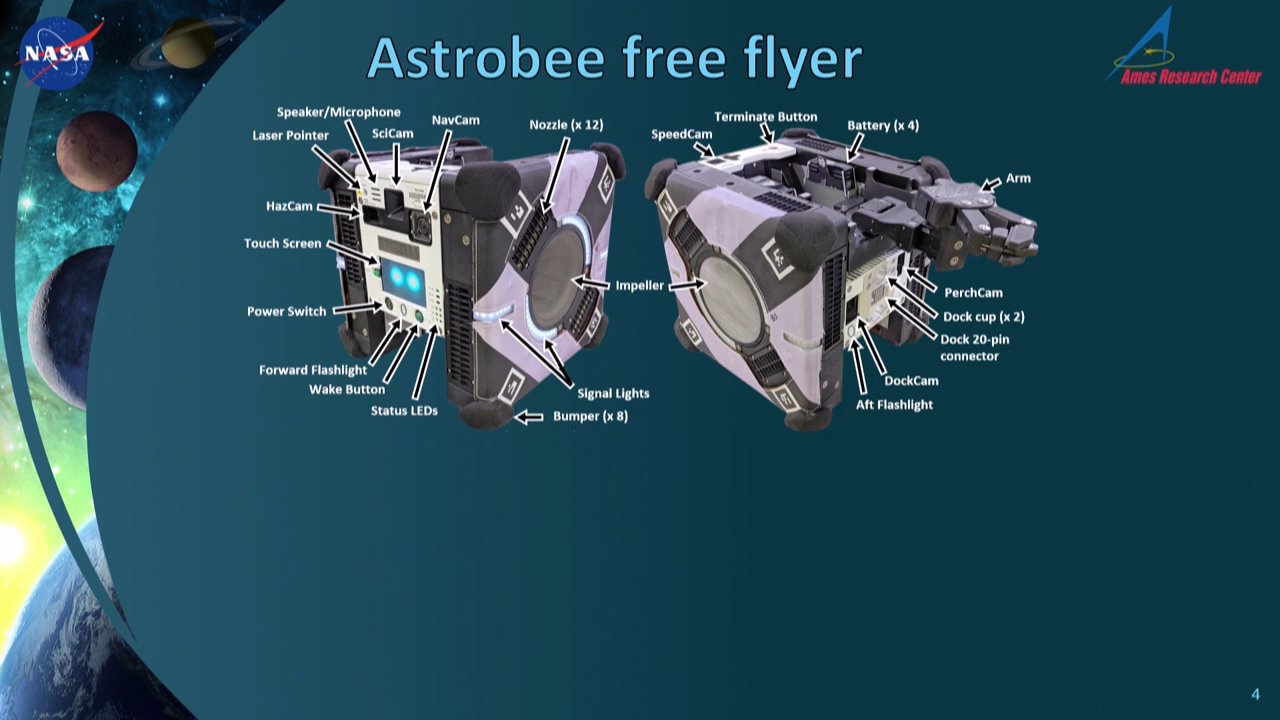 NASA
Astrobee free flyer
Ames Research Center
Speaker/Microphone
Laser Pointer
SciCam
NavCam
Nozzle (x 12)
HazCam
Touch Screen
Power Switch
Forward Flashlight
Wake Button
Status LEDs
Signal Lights
Bumper (x 8)
Impeller
SpeedCam
Terminate Button
Battery (x 4)
Arm
PerchCam
Dock cup (x 2)
Dock 20-pin
connector
DockCam
Aft Flashlight
4